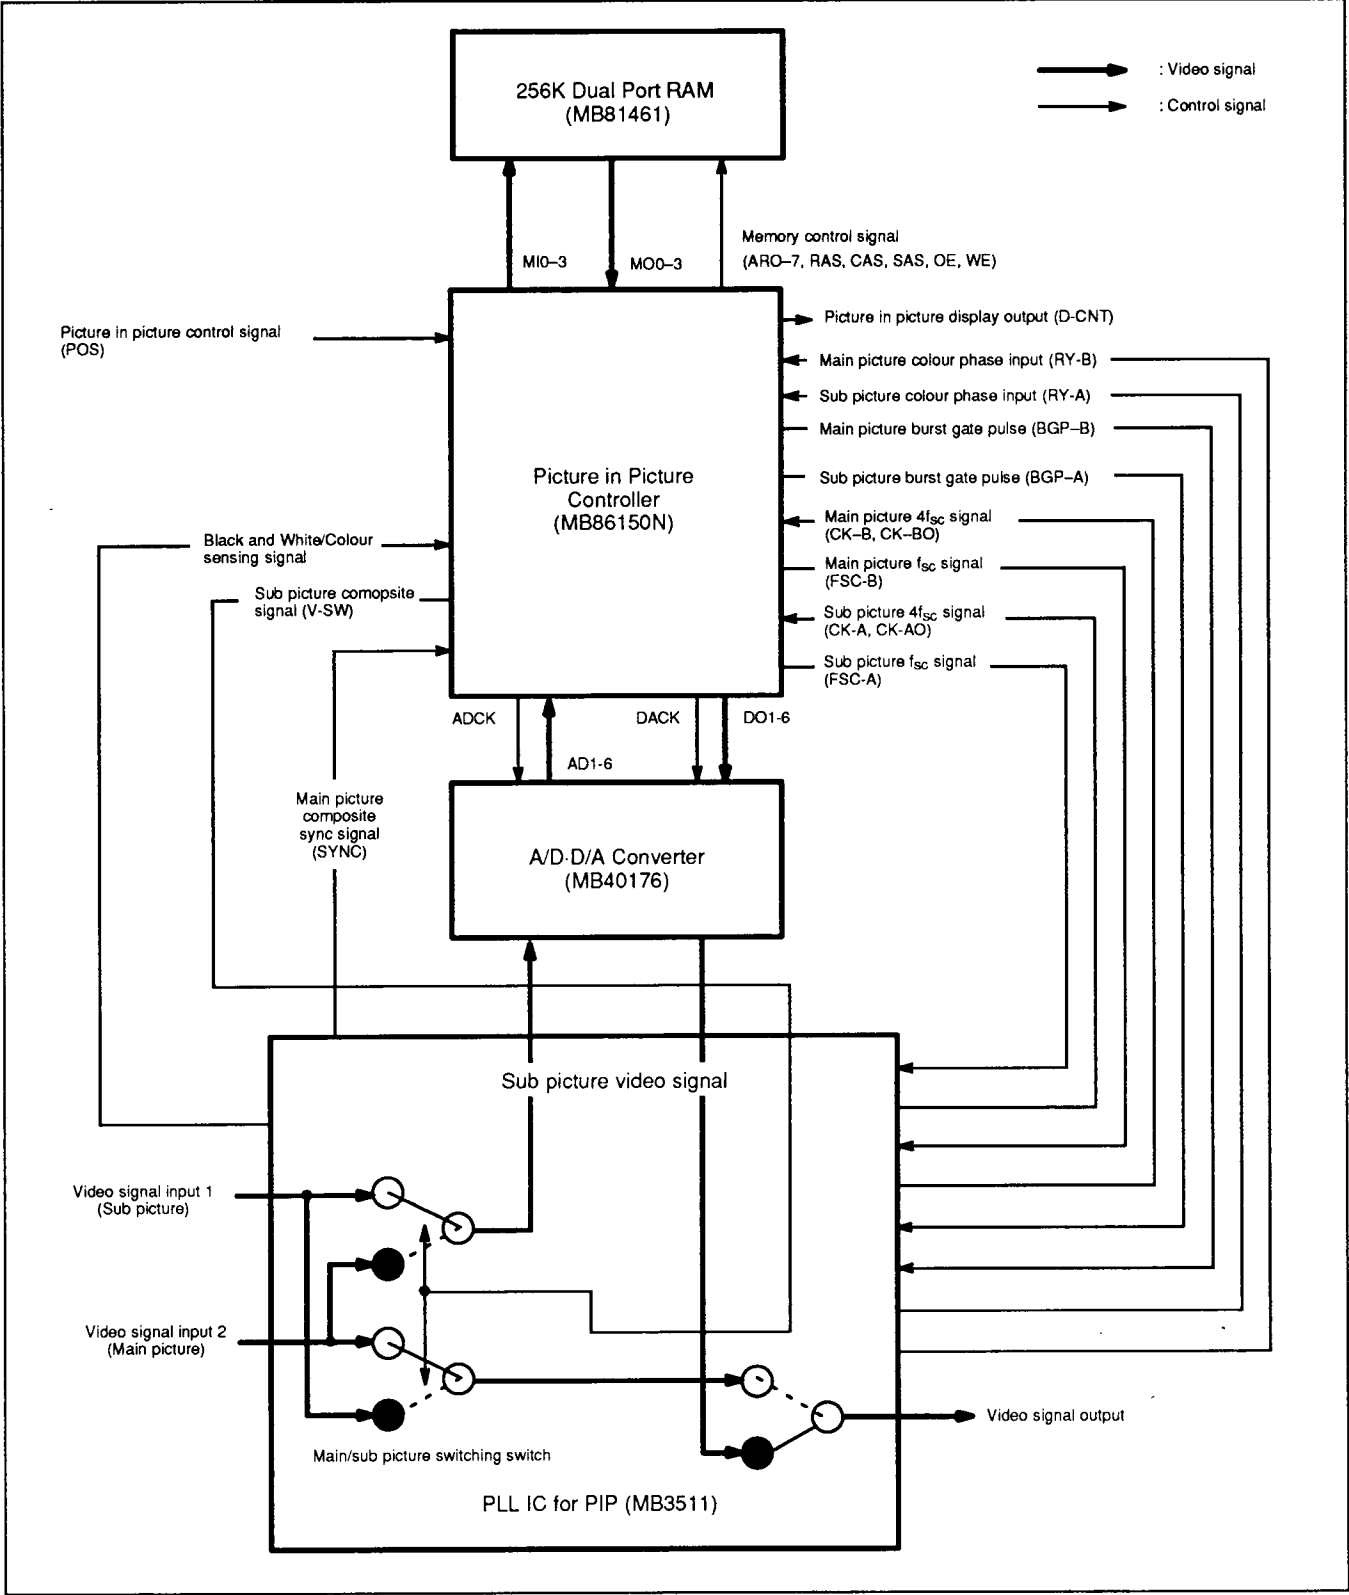 256K Dual Port RAM
(MB81461)
: Video signal
: Control signal
MI0–3
MO0–3
Memory control signal
(ARO–7, RAS, CAS, SAS, OE, WE)
Picture in picture control signal
(POS)
Picture in picture display output (D-CNT)
Main picture colour phase input (RY-B)
Sub picture colour phase input (RY-A)
Main picture burst gate pulse (BGP–B)
Sub picture burst gate pulse (BGP–A)
Picture in Picture
Controller
(MB86150N)
Main picture 4fsc signal
(CK–B, CK–BO)
Main picture fsc signal
(FSC-B)
Sub picture 4fsc signal
(CK-A, CK-AO)
Sub picture fsc signal
(FSC-A)
Black and White/Colour
sensing signal
Sub picture comopsite
signal (V-SW)
ADCK
DACK
DO1-6
AD1-6
Main picture
composite
sync signal
(SYNC)
A/D·D/A Converter
(MB40176)
Sub picture video signal
Video signal input 1
(Sub picture)
Video signal input 2
(Main picture)
Video signal output
Main/sub picture switching switch
PLL IC for PIP (MB3511)